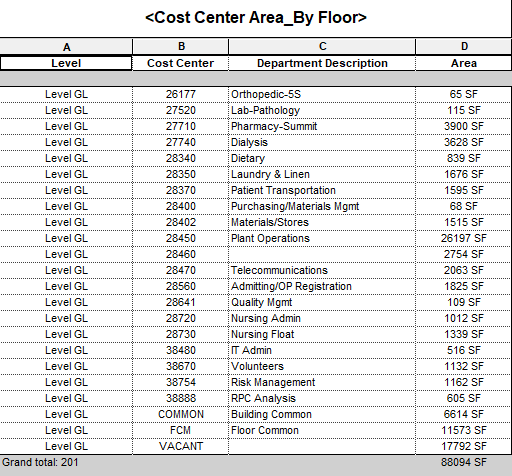 <Cost Center Area_By Floor>
A B C D
Level Cost Center Department Description Area
Level GL 26177 Orthopedic-5S 65 SF
Level GL 27520 Lab-Pathology 115 SF
Level GL 27710 Pharmacy-Summit 3900 SF
Level GL 27740 Dialysis 3628 SF
Level GL 28340 Dietary 839 SF
Level GL 28350 Laundry & Linen 1676 SF
Level GL 28370 Patient Transportation 1595 SF
Level GL 28400 Purchasing/Materials Mgmt 68 SF
Level GL 28402 Materials/Stores 1515 SF
Level GL 28450 Plant Operations 26197 SF
Level GL 28460 2754 SF
Level GL 28470 Telecommunications 2063 SF
Level GL 28560 Admitting/OP Registration 1825 SF
Level GL 28641 Quality Mgmt 109 SF
Level GL 28720 Nursing Admin 1012 SF
Level GL 28730 Nursing Float 1339 SF
Level GL 38480 IT Admin 516 SF
Level GL 38670 Volunteers 1132 SF
Level GL 38754 Risk Management 1162 SF
Level GL 38888 RPC Analysis 605 SF
Level GL COMMON Building Common 6614 SF
Level GL FCM Floor Common 11573 SF
Level GL VACANT 17792 SF
Grand total: 201 88094 SF